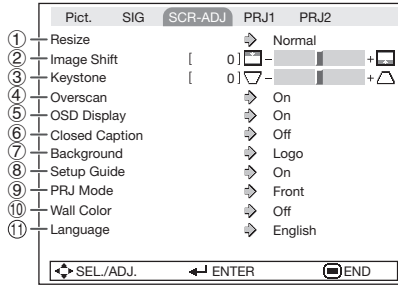 Pict. SIG SCR-ADJ PRJ1 PRJ2
① Resize Normal
② Image Shift [ 0] − +
③ Keystone [ 0] − +
④ Overscan On
⑤ OSD Display On
⑥ Closed Caption Off
⑦ Background Logo
⑧ Setup Guide On
⑨ PRJ Mode Front
⑩ Wall Color Off
⑪ Language English
SEL./ADJ. ENTER END